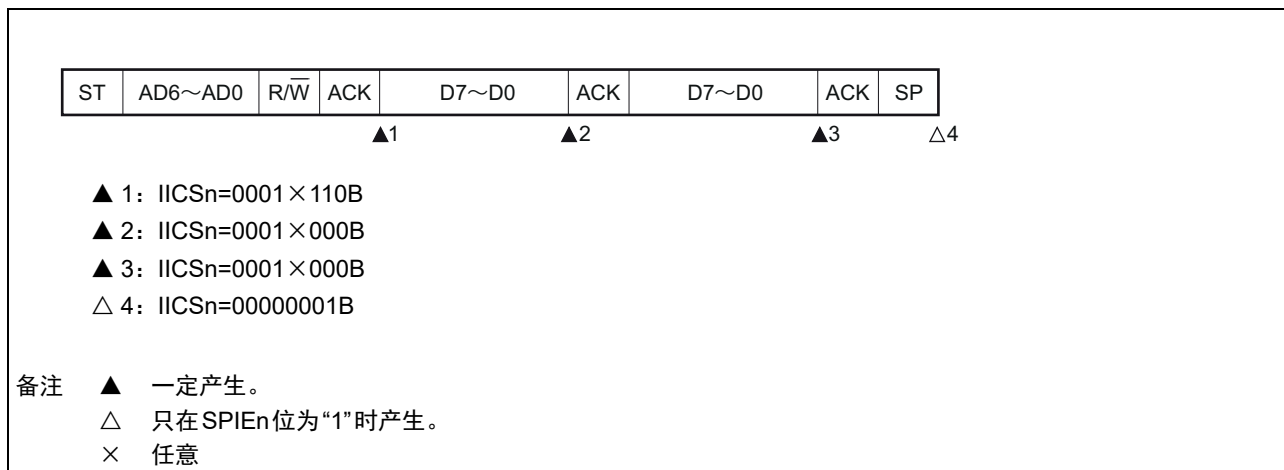 ST AD6～AD0 R/W̅ ACK D7～D0 ACK D7～D0 ACK SP
▲1 ▲2 ▲3 △4
▲ 1：IICSn=0001×110B
▲ 2：IICSn=0001×000B
▲ 3：IICSn=0001×000B
△ 4：IICSn=00000001B
备注 ▲ 一定产生。
△ 只在SPIEn位为“1”时产生。
× 任意